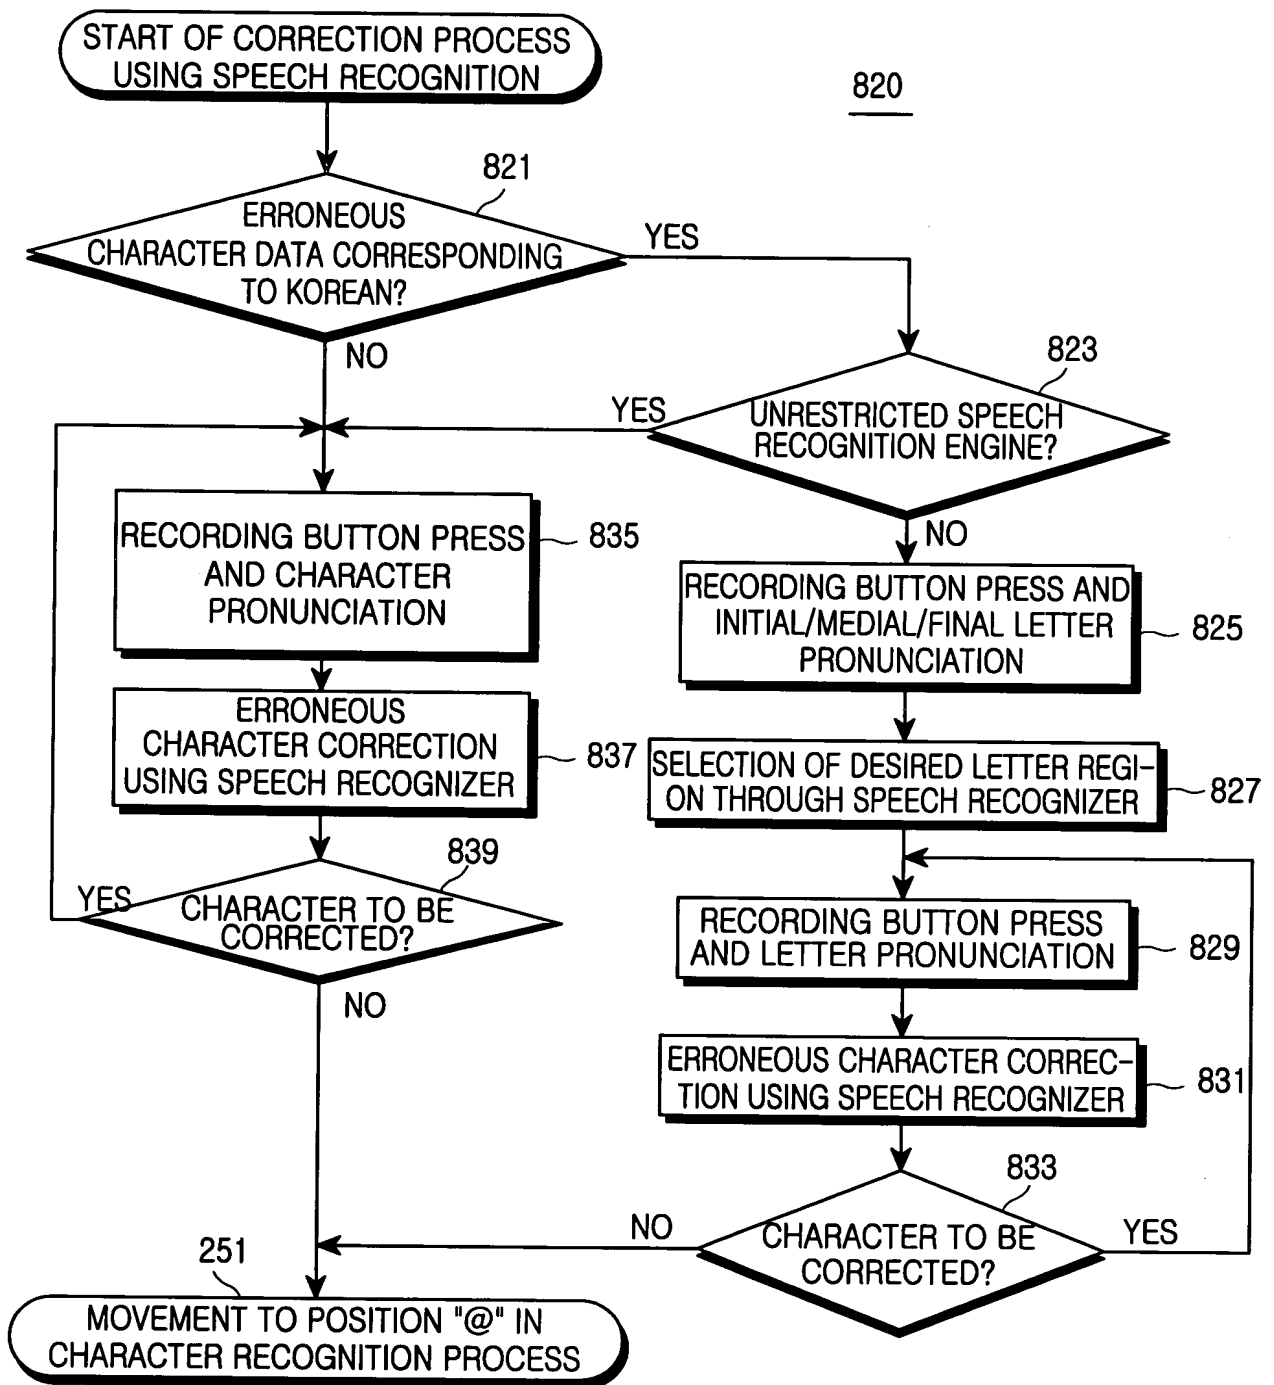 START OF CORRECTION PROCESS
USING SPEECH RECOGNITION
820
821
ERRONEOUS
CHARACTER DATA CORRESPONDING
TO KOREAN?
YES
NO
823
YES
UNRESTRICTED SPEECH
RECOGNITION ENGINE?
NO
RECORDING BUTTON PRESS
AND CHARACTER
PRONUNCIATION
835
RECORDING BUTTON PRESS AND
INITIAL/MEDIAL/FINAL LETTER
PRONUNCIATION
825
ERRONEOUS
CHARACTER CORRECTION
USING SPEECH RECOGNIZER
837
SELECTION OF DESIRED LETTER REGI-
ON THROUGH SPEECH RECOGNIZER
827
839
YES
CHARACTER TO BE
CORRECTED?
NO
RECORDING BUTTON PRESS
AND LETTER PRONUNCIATION
829
ERRONEOUS CHARACTER CORREC-
TION USING SPEECH RECOGNIZER
831
833
NO
CHARACTER TO BE
CORRECTED?
YES
251
MOVEMENT TO POSITION "@" IN
CHARACTER RECOGNITION PROCESS